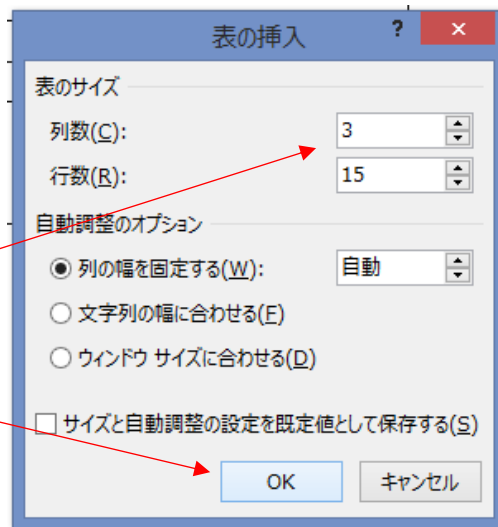 表の挿入 ? ×
表のサイズ
列数(C): 3
行数(R): 15
自動調整のオプション
列の幅を固定する(W): 自動
文字列の幅に合わせる(F)
ウィンドウ サイズに合わせる(D)
サイズと自動調整の設定を既定値として保存する(S)
OK キャンセル